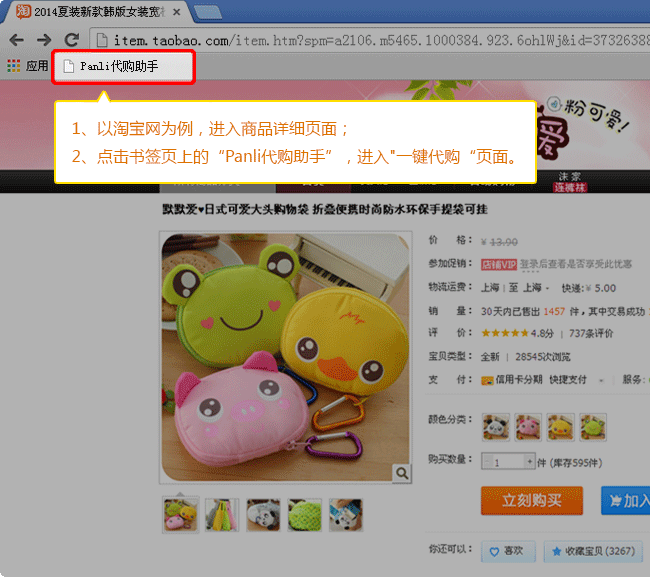 2014夏装新款韩版女装宽
item.taobao.com/item.htm?spm=a2106.m5465.1000384.923.6ohlWj&id=37326388
应用
Panli代购助手
粉可爱!
爱
1、以淘宝网为例，进入商品详细页面；
2、点击书签页上的“Panli代购助手”，进入"一键代购“页面。
连裤袜
默默爱♥日式可爱大头购物袋 折叠便携时尚防水环保手提袋可挂
价 格： ¥ 13.90
参加促销： 店铺VIP 登录后查看是否享受此优惠
物流运费： 上海 | 至 上海 快递:¥ 5.00
销 量： 30天内已售出 1457 件，其中交易成功
评 价： ★★★★★4.8分 | 737条评价
宝贝类型： 全新 | 28545次浏览
支 付： 信用卡分期 快捷支付 | 服务:
颜色分类：
购买数量： 1 件 (库存595件)
立刻购买 加入
你还可以： 喜欢 收藏宝贝 (3267)